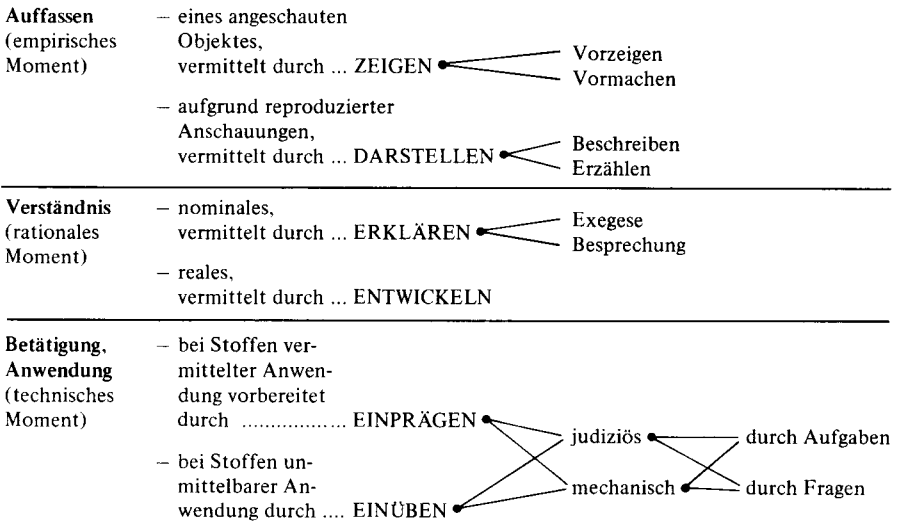 Auffassen – eines angeschauten
(empirisches Objektes,
Moment) vermittelt durch ... ZEIGEN
Vorzeigen
Vormachen
– aufgrund reproduzierter
Anschauungen,
vermittelt durch ... DARSTELLEN
Beschreiben
Erzählen
Verständnis – nominales,
(rationales vermittelt durch ... ERKLÄREN
Moment)
Exegese
Besprechung
– reales,
vermittelt durch ... ENTWICKELN
Betätigung, – bei Stoffen ver-
Anwendung mittelter Anwen-
(technisches dung vorbereitet
Moment) durch .................. EINPRÄGEN
– bei Stoffen un-
mittelbarer An-
wendung durch .... EINÜBEN
judiziös
mechanisch
durch Aufgaben
durch Fragen